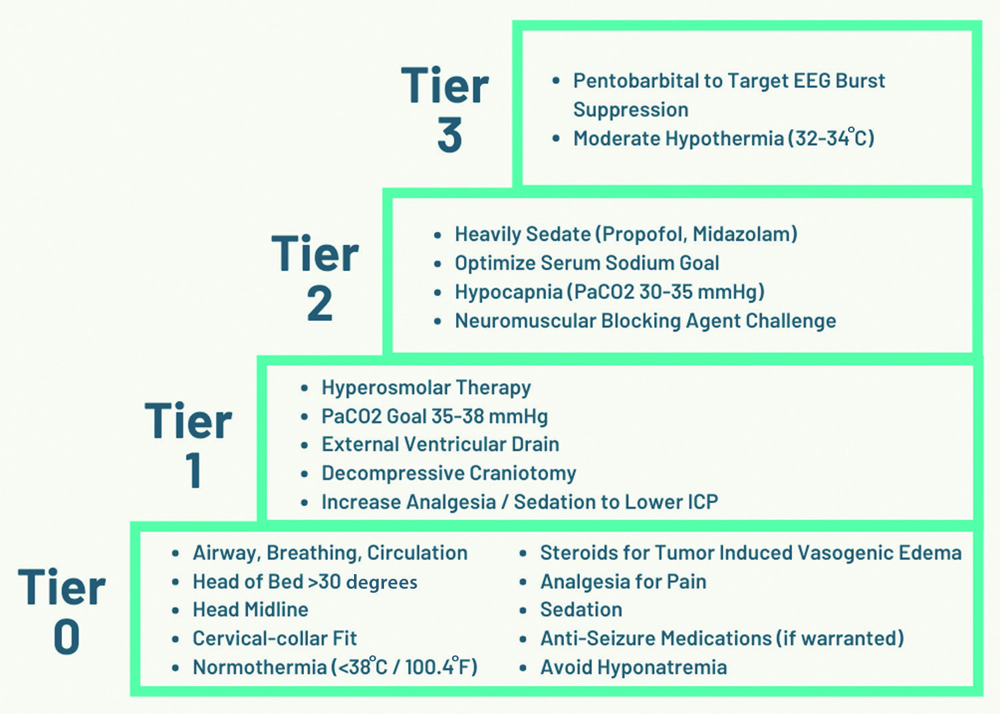 Tier
3
• Pentobarbital to Target EEG Burst
Suppression
• Moderate Hypothermia (32-34°C)
Tier
2
• Heavily Sedate (Propofol, Midazolam)
• Optimize Serum Sodium Goal
• Hypocapnia (PaCO2 30-35 mmHg)
• Neuromuscular Blocking Agent Challenge
Tier
1
• Hyperosmolar Therapy
• PaCO2 Goal 35-38 mmHg
• External Ventricular Drain
• Decompressive Craniotomy
• Increase Analgesia / Sedation to Lower ICP
Tier
0
• Airway, Breathing, Circulation
• Head of Bed >30 degrees
• Head Midline
• Cervical-collar Fit
• Normothermia (<38°C / 100.4°F)
• Steroids for Tumor Induced Vasogenic Edema
• Analgesia for Pain
• Sedation
• Anti-Seizure Medications (if warranted)
• Avoid Hyponatremia